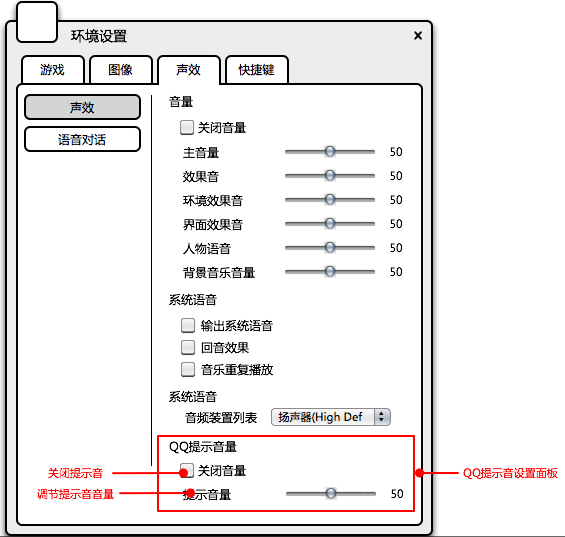 环境设置 ×
游戏 图像 声效 快捷键
声效
语音对话
音量
关闭音量
主音量 50
效果音 50
环境效果音 50
界面效果音 50
人物语音 50
背景音乐音量 50
系统语音
输出系统语音
回音效果
音乐重复播放
系统语音
音频装置列表 扬声器(High Def
QQ提示音量
关闭音量
提示音量 50
关闭提示音
调节提示音音量
QQ提示音设置面板